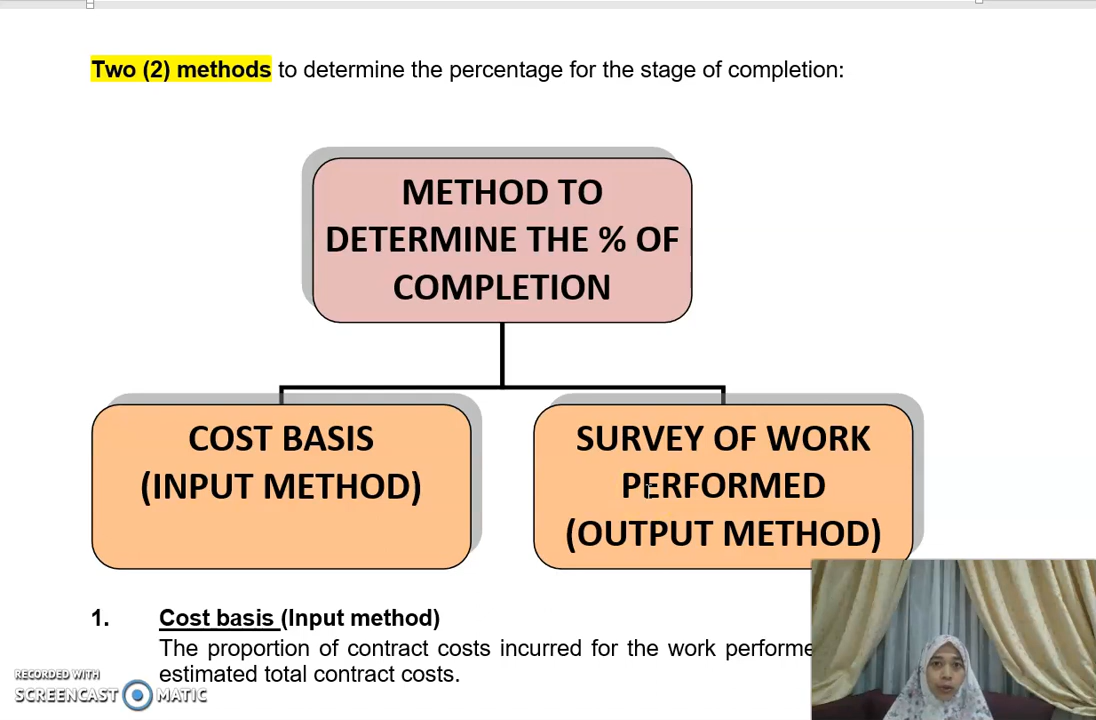 Two (2) methods to determine the percentage for the stage of completion:
METHOD TO
DETERMINE THE % OF
COMPLETION
COST BASIS
(INPUT METHOD)
SURVEY OF WORK
PERFORMED
(OUTPUT METHOD)
1. Cost basis (Input method)
The proportion of contract costs incurred for the work
estimated total contract costs.
RECORDED WITH
SCREENCAST MATIC